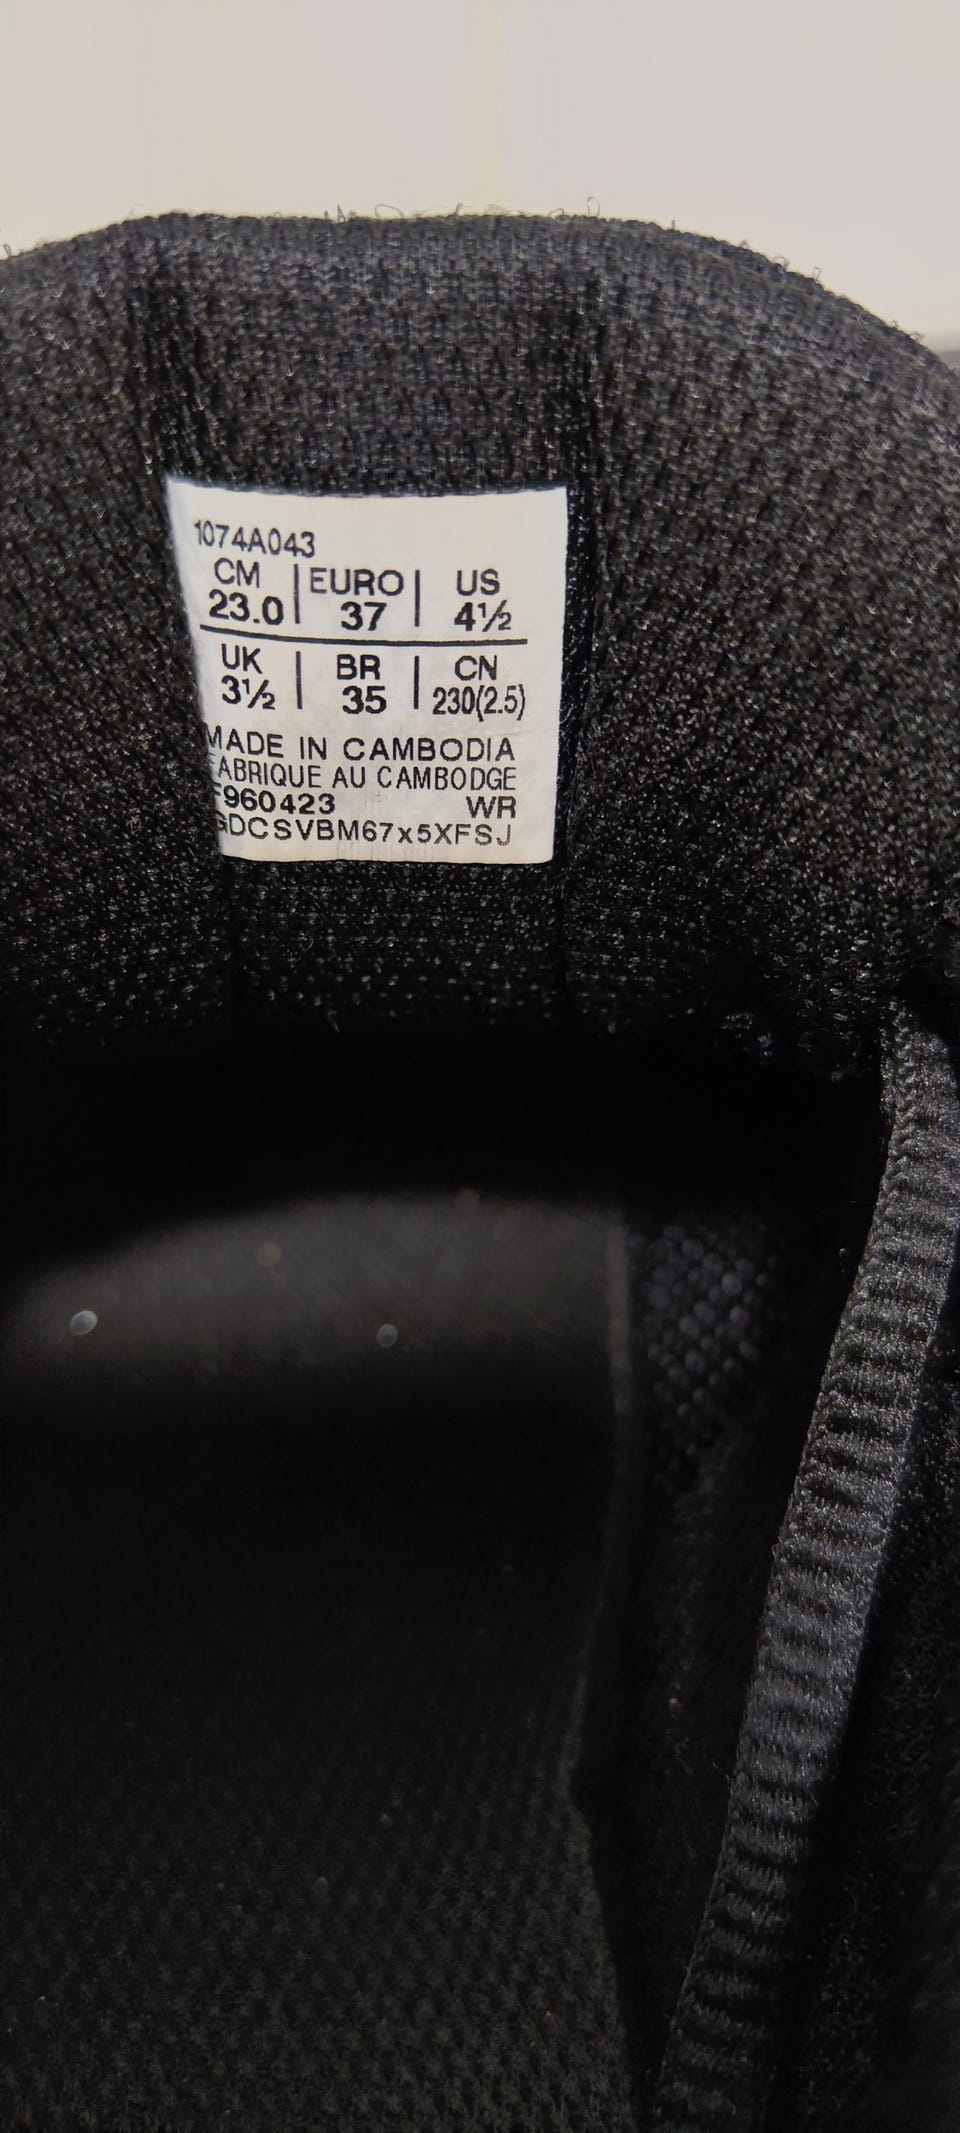 1074A043
CM | EURO | US
23.0 | 37 | 4½
UK | BR | CN
3½ | 35 | 230(2.5)
MADE IN CAMBODIA
FABRIQUE AU CAMBODGE
F960423 WR
GDCSVBM67x5XFSJ